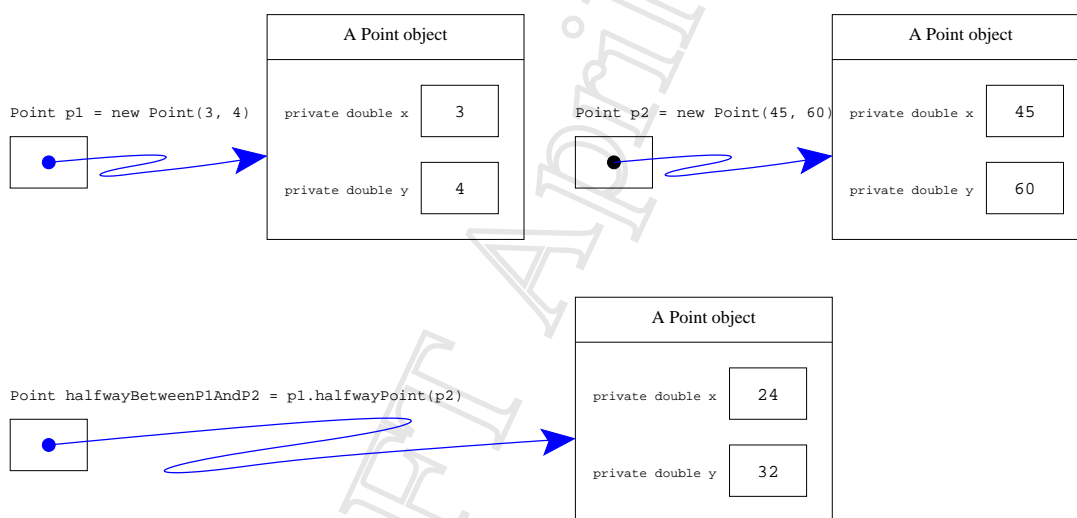 A Point object
Point p1 = new Point(3, 4)
private double x 3
private double y 4
A Point object
Point p2 = new Point(45, 60)
private double x 45
private double y 60
A Point object
Point halfwayBetweenP1AndP2 = p1.halfwayPoint(p2)
private double x 24
private double y 32
FT April